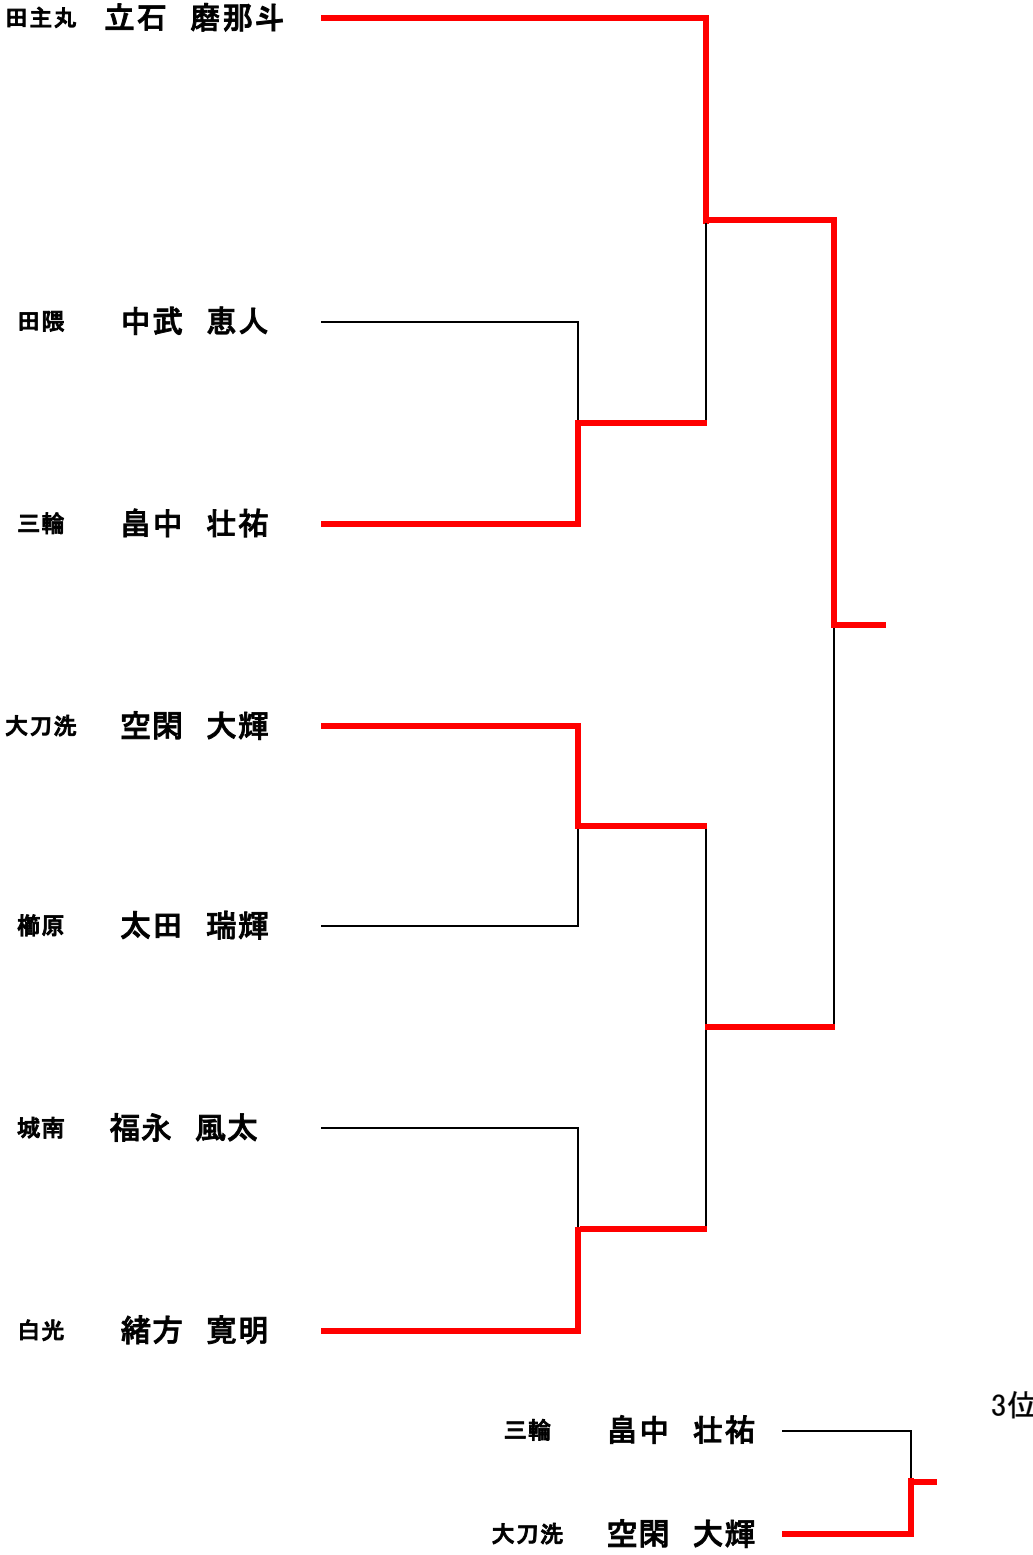 田主丸 立石 磨那斗
田隈 中武 恵人
三輪 畠中 壮祐
大刀洗 空閑 大輝
櫛原 太田 瑞輝
城南 福永 風太
白光 緒方 寛明
3位
三輪 畠中 壮祐
大刀洗 空閑 大輝